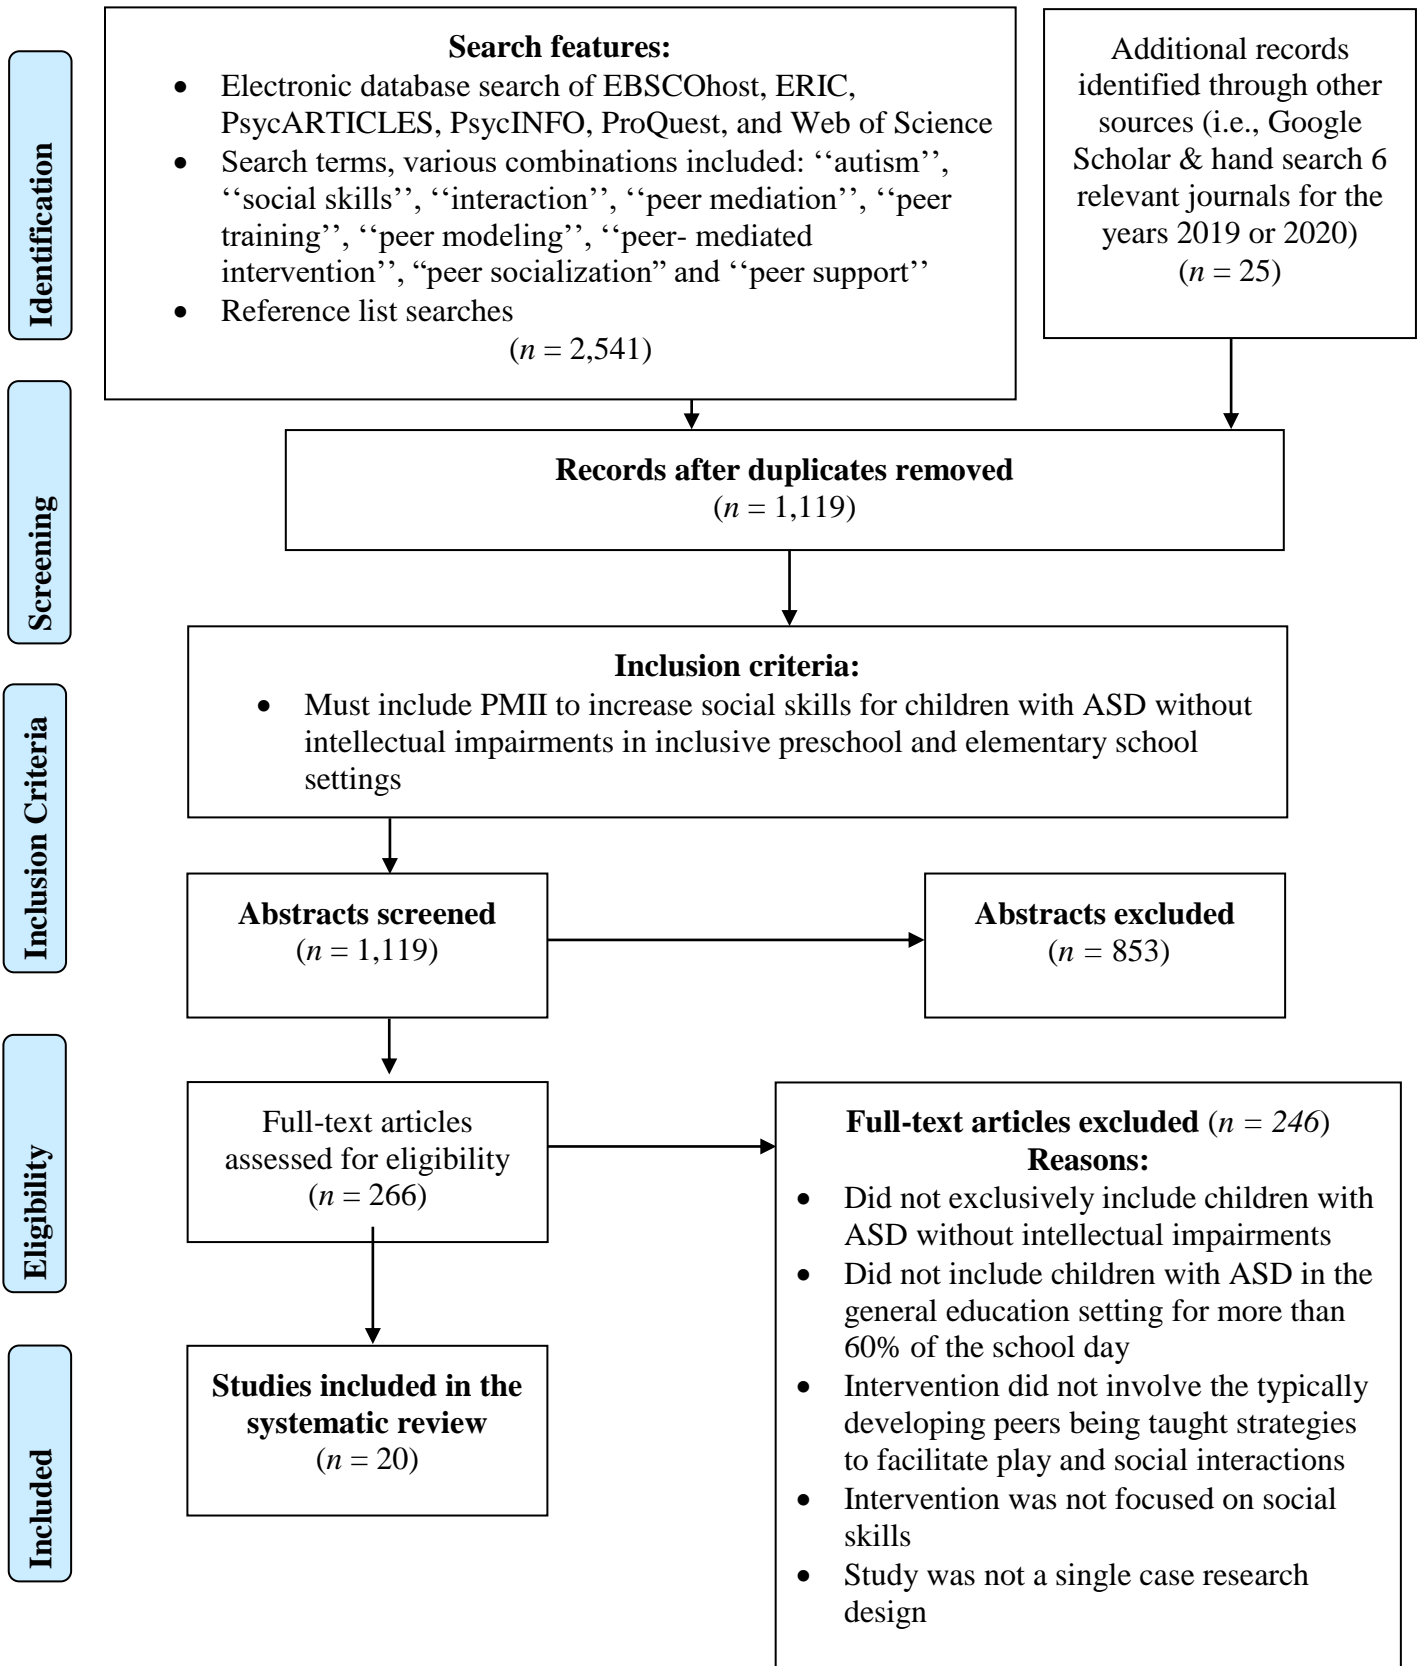 Identification
Search features:
• Electronic database search of EBSCOhost, ERIC,
PsycARTICLES, PsycINFO, ProQuest, and Web of Science
• Search terms, various combinations included: ‘‘autism’’,
‘‘social skills’’, ‘‘interaction’’, ‘‘peer mediation’’, ‘‘peer
training’’, ‘‘peer modeling’’, ‘‘peer- mediated
intervention’’, “peer socialization” and ‘‘peer support’’
• Reference list searches
(n = 2,541)
Additional records
identified through other
sources (i.e., Google
Scholar & hand search 6
relevant journals for the
years 2019 or 2020)
(n = 25)
Screening
Records after duplicates removed
(n = 1,119)
Inclusion Criteria
Inclusion criteria:
• Must include PMII to increase social skills for children with ASD without
intellectual impairments in inclusive preschool and elementary school
settings
Abstracts screened
(n = 1,119)
Abstracts excluded
(n = 853)
Eligibility
Full-text articles
assessed for eligibility
(n = 266)
Full-text articles excluded (n = 246)
Reasons:
• Did not exclusively include children with
ASD without intellectual impairments
• Did not include children with ASD in the
general education setting for more than
60% of the school day
• Intervention did not involve the typically
developing peers being taught strategies
to facilitate play and social interactions
• Intervention was not focused on social
skills
• Study was not a single case research
design
Included
Studies included in the
systematic review
(n = 20)